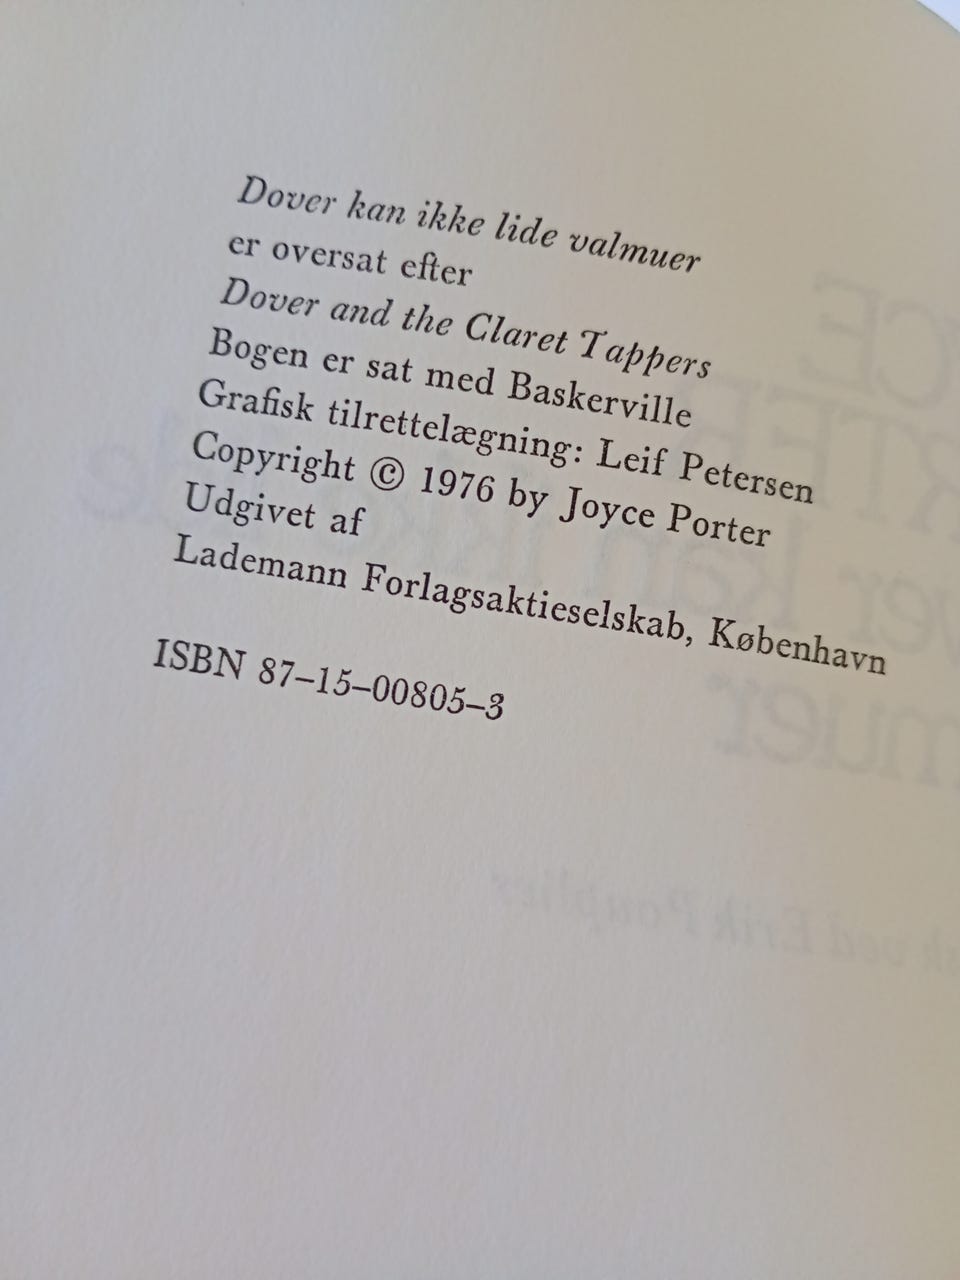 Dover kan ikke lide valmuer
er oversat efter
Dover and the Claret Tappers
Bogen er sat med Baskerville
Grafisk tilrettelægning: Leif Petersen
Copyright © 1976 by Joyce Porter
Udgivet af
Lademann Forlagsaktieselskab, København
ISBN 87–15–00805–3